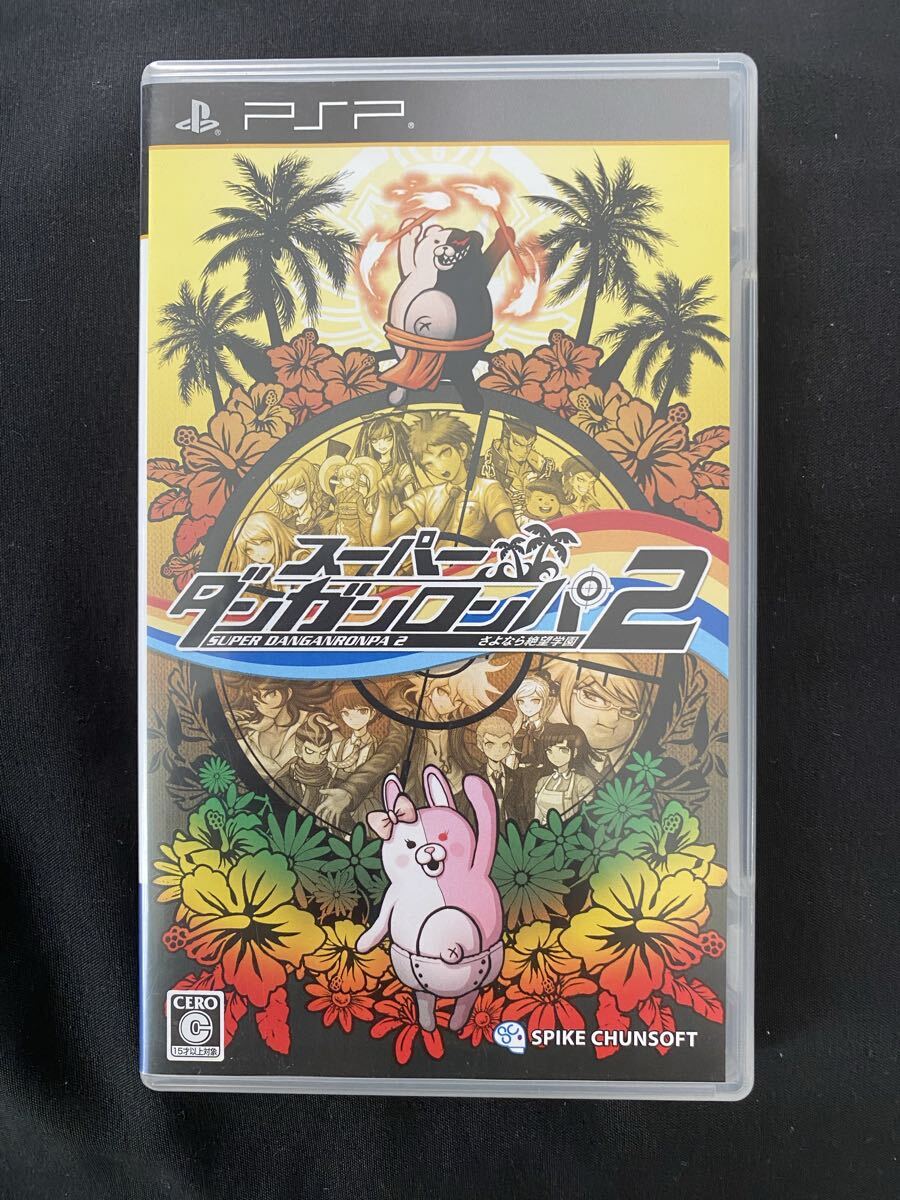 PSP
スーパー
ダンガンロンパ2
SUPER DANGANRONPA 2 さよなら絶望学園
CERO
C
15才以上対象
SPIKE CHUNSOFT